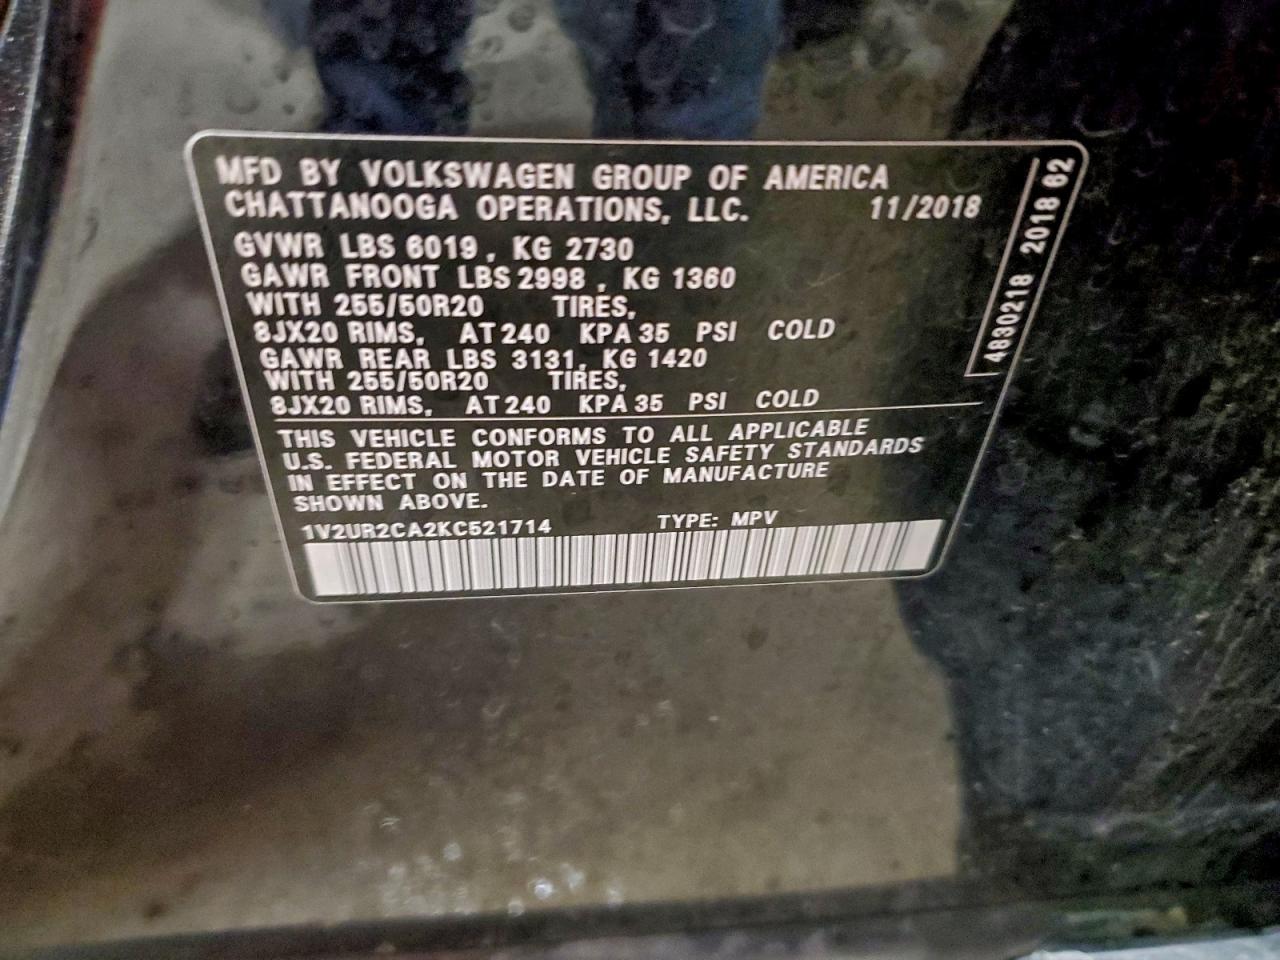 MFD BY VOLKSWAGEN GROUP OF AMERICA
CHATTANOOGA OPERATIONS, LLC. 11/2018
GVWR LBS 6019, KG 2730
GAWR FRONT LBS 2998, KG 1360
WITH 255/50R20 TIRES,
8JX20 RIMS, AT 240 KPA 35 PSI COLD
GAWR REAR LBS 3131, KG 1420
WITH 255/50R20 TIRES,
8JX20 RIMS, AT 240 KPA 35 PSI COLD
THIS VEHICLE CONFORMS TO ALL APPLICABLE
U.S. FEDERAL MOTOR VEHICLE SAFETY STANDARDS
IN EFFECT ON THE DATE OF MANUFACTURE
SHOWN ABOVE.
1V2UR2CA2KC521714 TYPE: MPV
4830218 2018 62